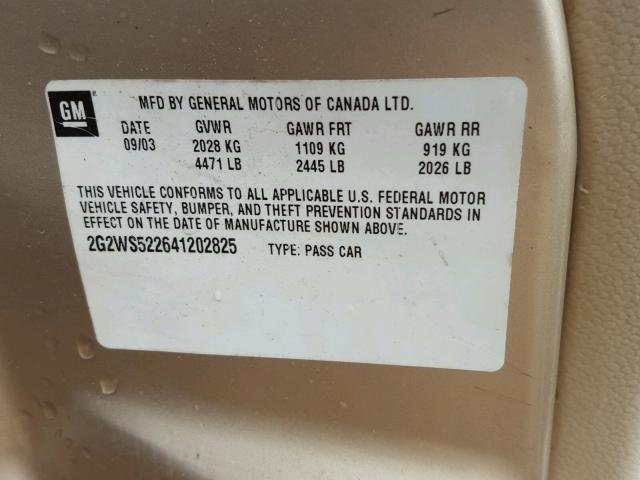 GM MFD BY GENERAL MOTORS OF CANADA LTD.
DATE GVWR GAWR FRT GAWR RR
09/03 2028 KG 1109 KG 919 KG
4471 LB 2445 LB 2026 LB
THIS VEHICLE CONFORMS TO ALL APPLICABLE U.S. FEDERAL MOTOR
VEHICLE SAFETY, BUMPER, AND THEFT PREVENTION STANDARDS IN
EFFECT ON THE DATE OF MANUFACTURE SHOWN ABOVE.
2G2WS522641202825 TYPE: PASS CAR